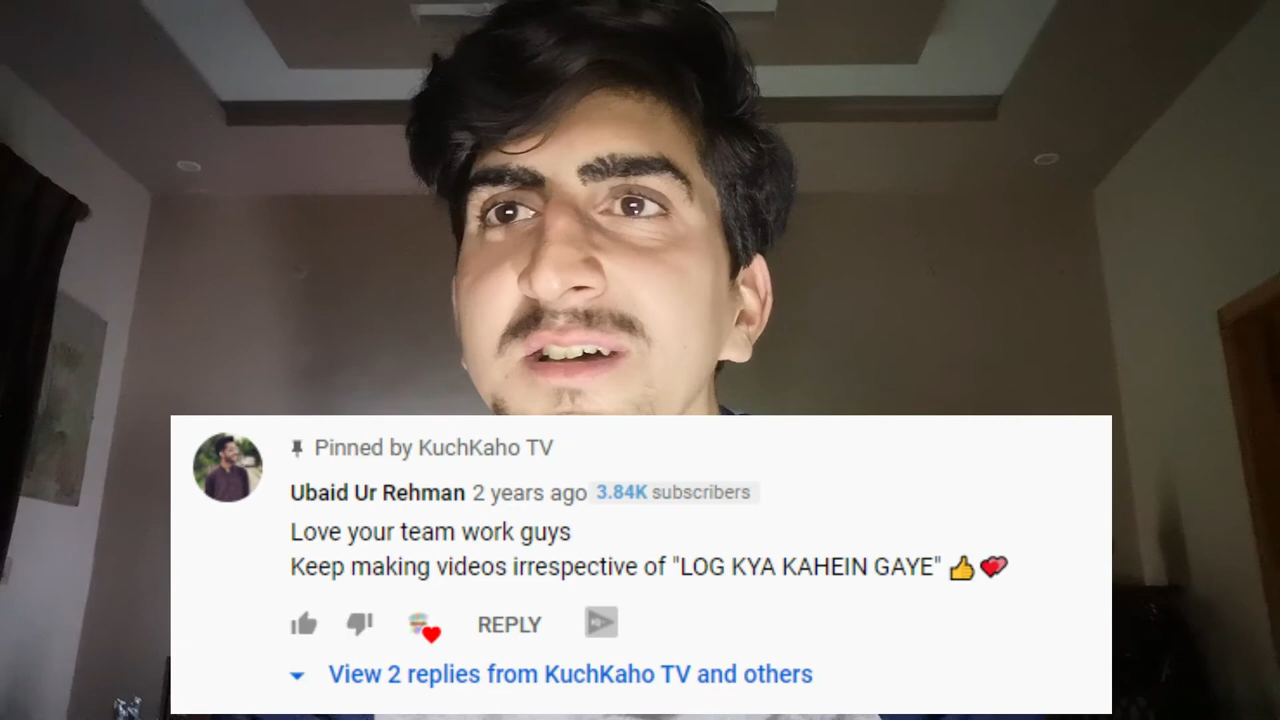 Pinned by KuchKaho TV
Ubaid Ur Rehman 2 years ago 3.84K subscribers
Love your team work guys
Keep making videos irrespective of "LOG KYA KAHEIN GAYE" 👍💕
REPLY
View 2 replies from KuchKaho TV and others